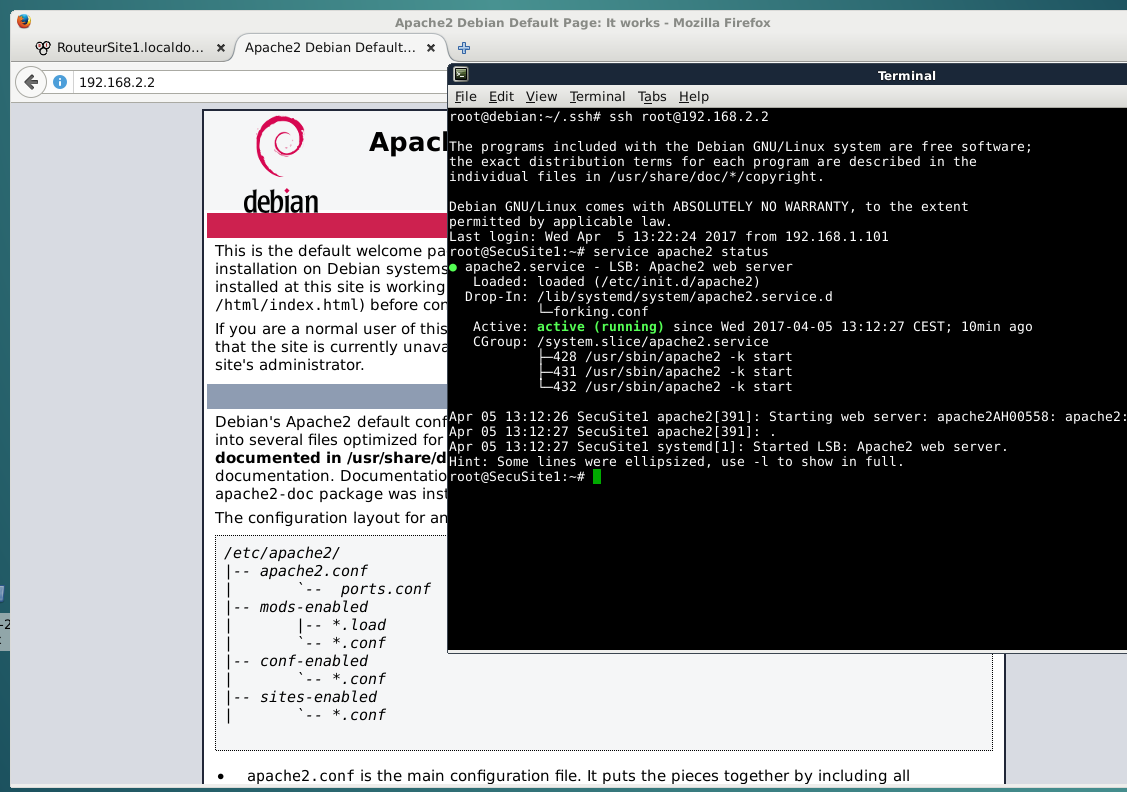 Apache2 Debian Default Page: It works - Mozilla Firefox
RouteurSite1.localdo... ×
Apache2 Debian Default... ×
192.168.2.2
debian
Apac
This is the default welcome pa
installation on Debian systems
installed at this site is working
/html/index.html) before con
If you are a normal user of this
that the site is currently unava
site's administrator.
Debian's Apache2 default conf
into several files optimized for
documented in /usr/share/d
documentation. Documentatio
apache2-doc package was inst
The configuration layout for an
/etc/apache2/
|-- apache2.conf
|       `--  ports.conf
|-- mods-enabled
|       |-- *.load
|       `-- *.conf
|-- conf-enabled
|       `-- *.conf
|-- sites-enabled
|       `-- *.conf
• apache2.conf is the main configuration file. It puts the pieces together by including all
Terminal
File Edit View Terminal Tabs Help
root@debian:~/.ssh# ssh root@192.168.2.2
The programs included with the Debian GNU/Linux system are free software;
the exact distribution terms for each program are described in the
individual files in /usr/share/doc/*/copyright.
Debian GNU/Linux comes with ABSOLUTELY NO WARRANTY, to the extent
permitted by applicable law.
Last login: Wed Apr  5 13:22:24 2017 from 192.168.1.101
root@SecuSite1:~# service apache2 status
● apache2.service - LSB: Apache2 web server
   Loaded: loaded (/etc/init.d/apache2)
  Drop-In: /lib/systemd/system/apache2.service.d
           └─forking.conf
   Active: active (running) since Wed 2017-04-05 13:12:27 CEST; 10min ago
   CGroup: /system.slice/apache2.service
           ├─428 /usr/sbin/apache2 -k start
           ├─431 /usr/sbin/apache2 -k start
           └─432 /usr/sbin/apache2 -k start
Apr 05 13:12:26 SecuSite1 apache2[391]: Starting web server: apache2AH00558: apache2:
Apr 05 13:12:27 SecuSite1 apache2[391]: .
Apr 05 13:12:27 SecuSite1 systemd[1]: Started LSB: Apache2 web server.
Hint: Some lines were ellipsized, use -l to show in full.
root@SecuSite1:~#